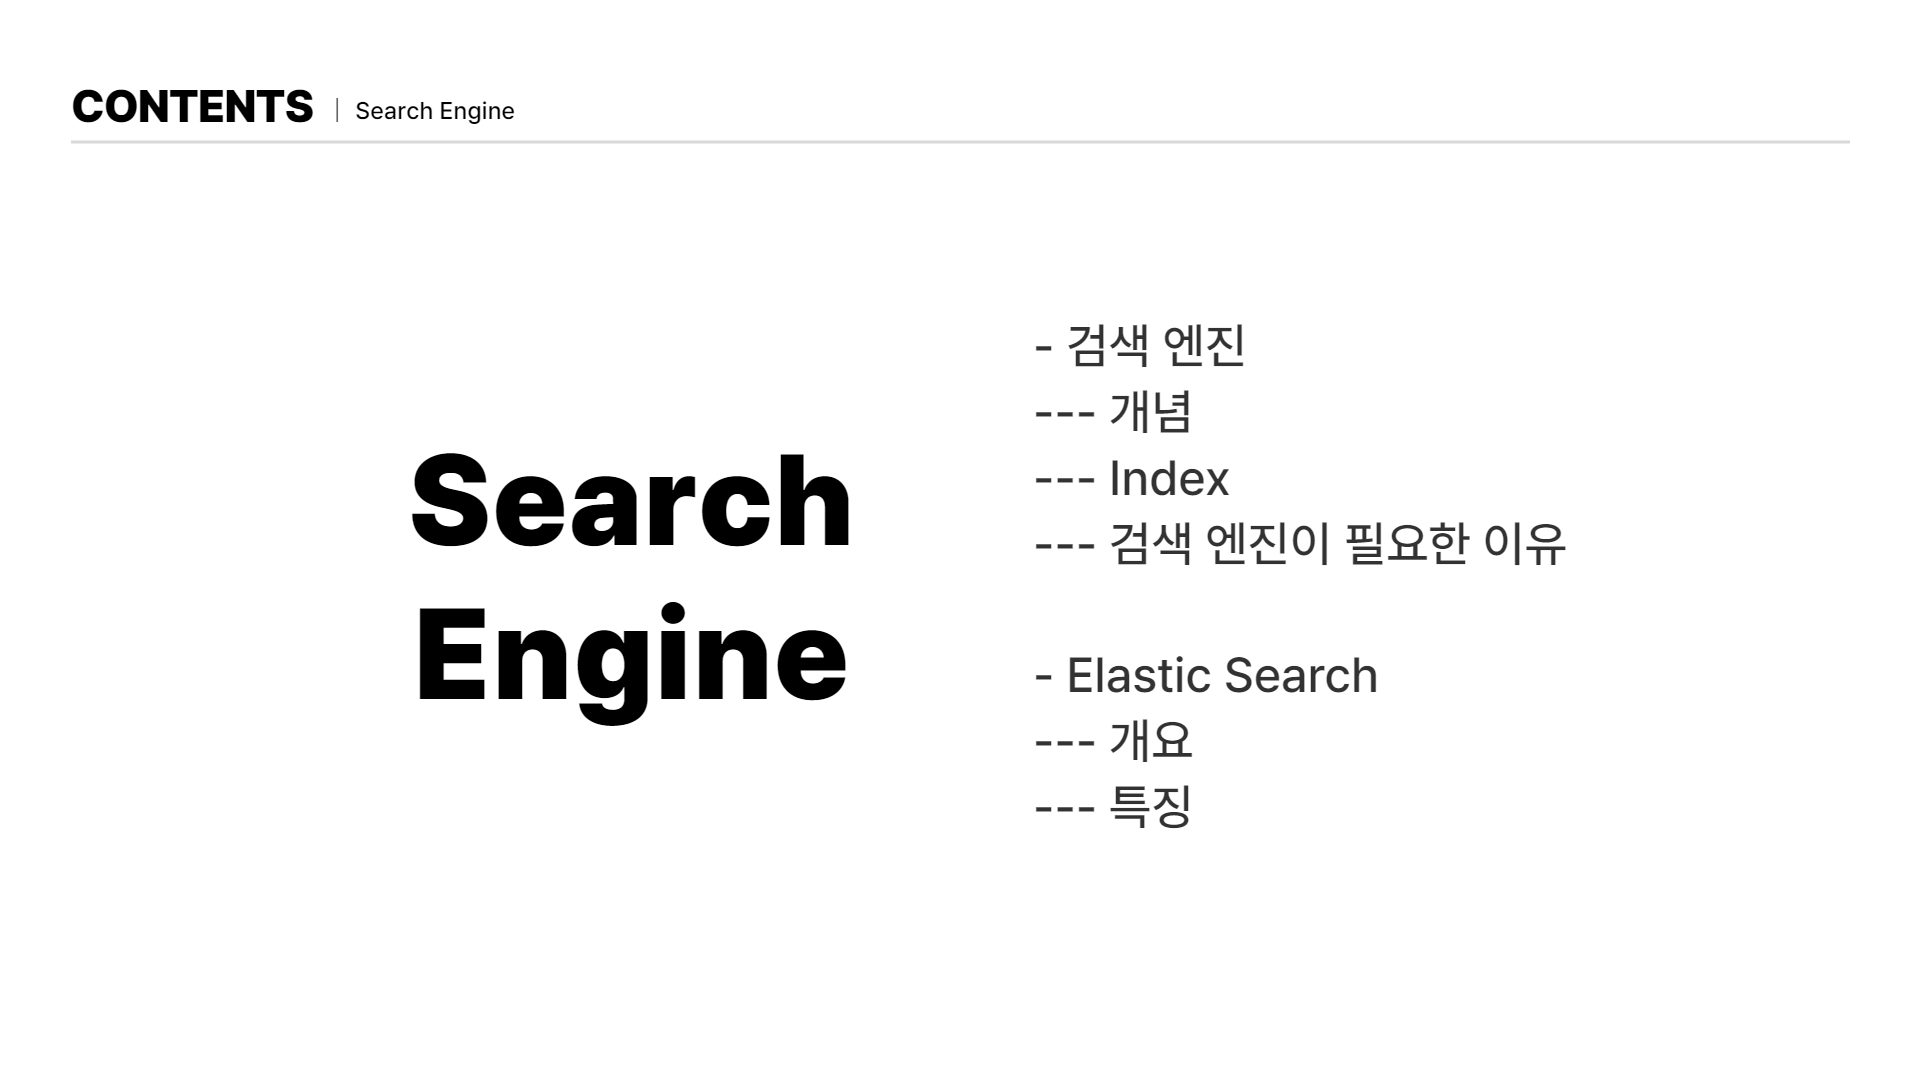 CONTENTS | Search Engine
Search
Engine
- 검색 엔진
--- 개념
--- Index
--- 검색 엔진이 필요한 이유
- Elastic Search
--- 개요
--- 특징